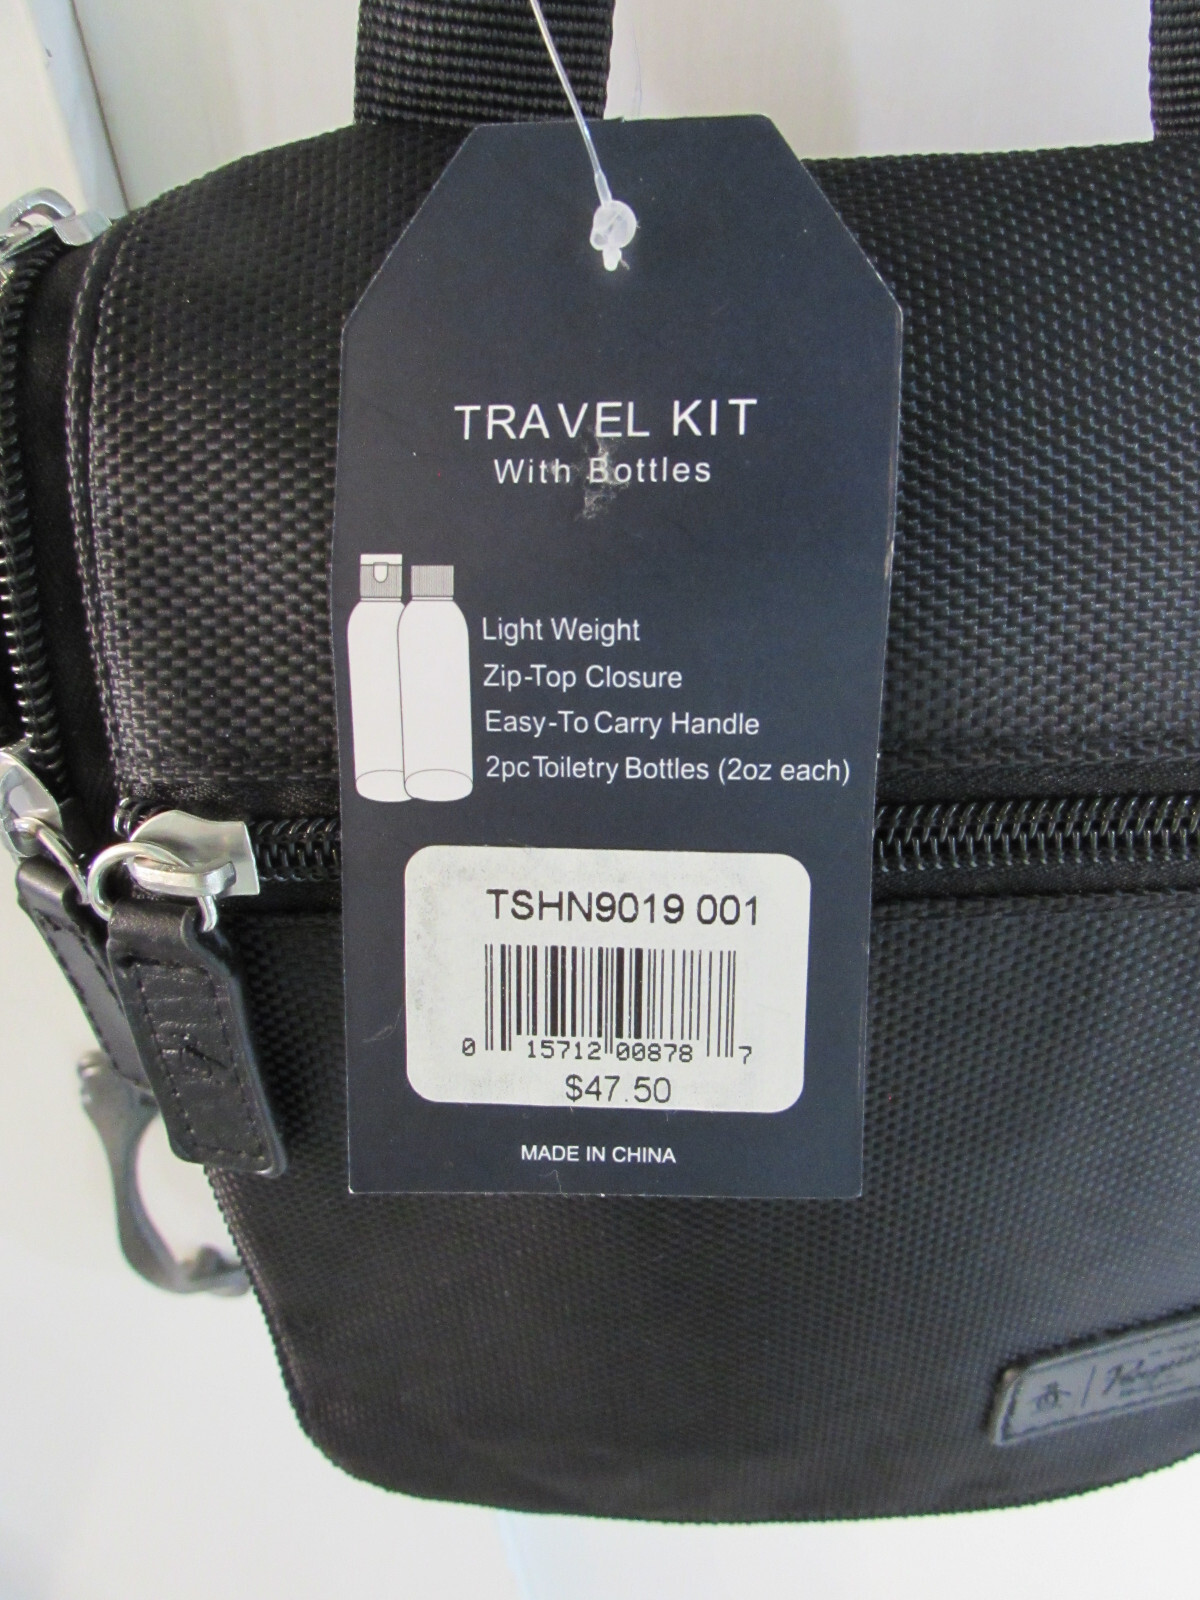 TRAVEL KIT
With Bottles
Light Weight
Zip-Top Closure
Easy-To Carry Handle
2pc Toiletry Bottles (2oz each)
TSHN9019 001
0 15712 00878 7
$47.50
MADE IN CHINA